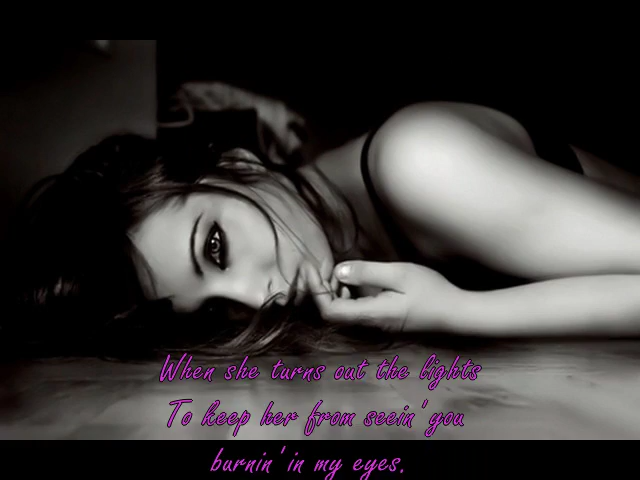 When she turns out the lights
To keep her from seein' you
burnin' in my eyes.